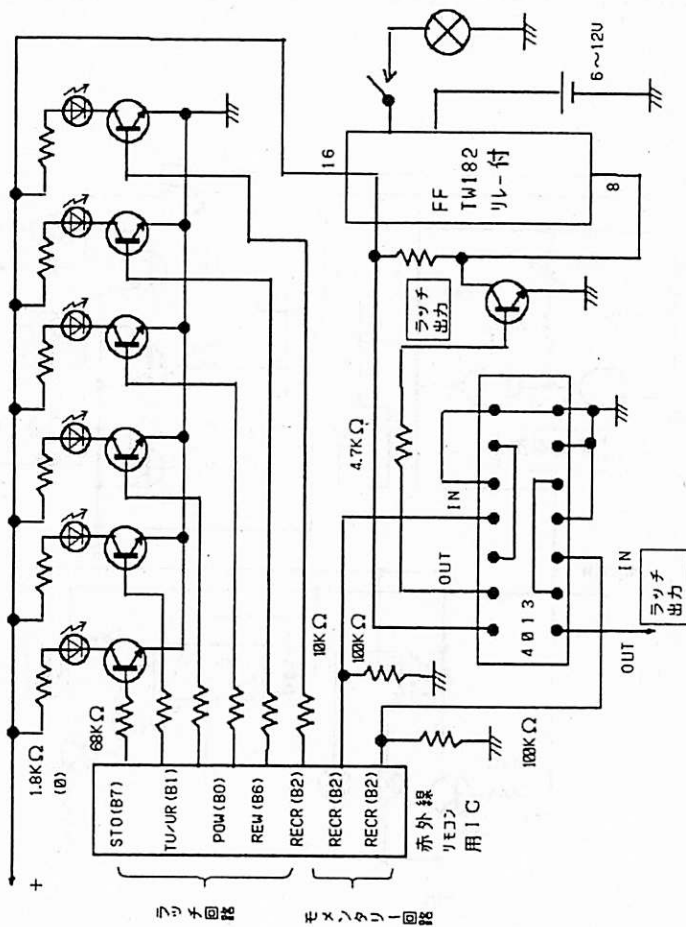 +
1.8KΩ
(0)
68KΩ
STO(B7)
TU/UR(B1)
POW(B0)
REW(B6)
RECR(B2)
RECR(B2)
RECR(B2)
赤外線
リモコン
用IC
ラッチ回路
モメンタリー回路
10KΩ
100KΩ
100KΩ
4.7KΩ
IN
OUT
4013
IN
OUT
ラッチ
出力
ラッチ
出力
16
FF
TW182
リレー付
8
6~12V